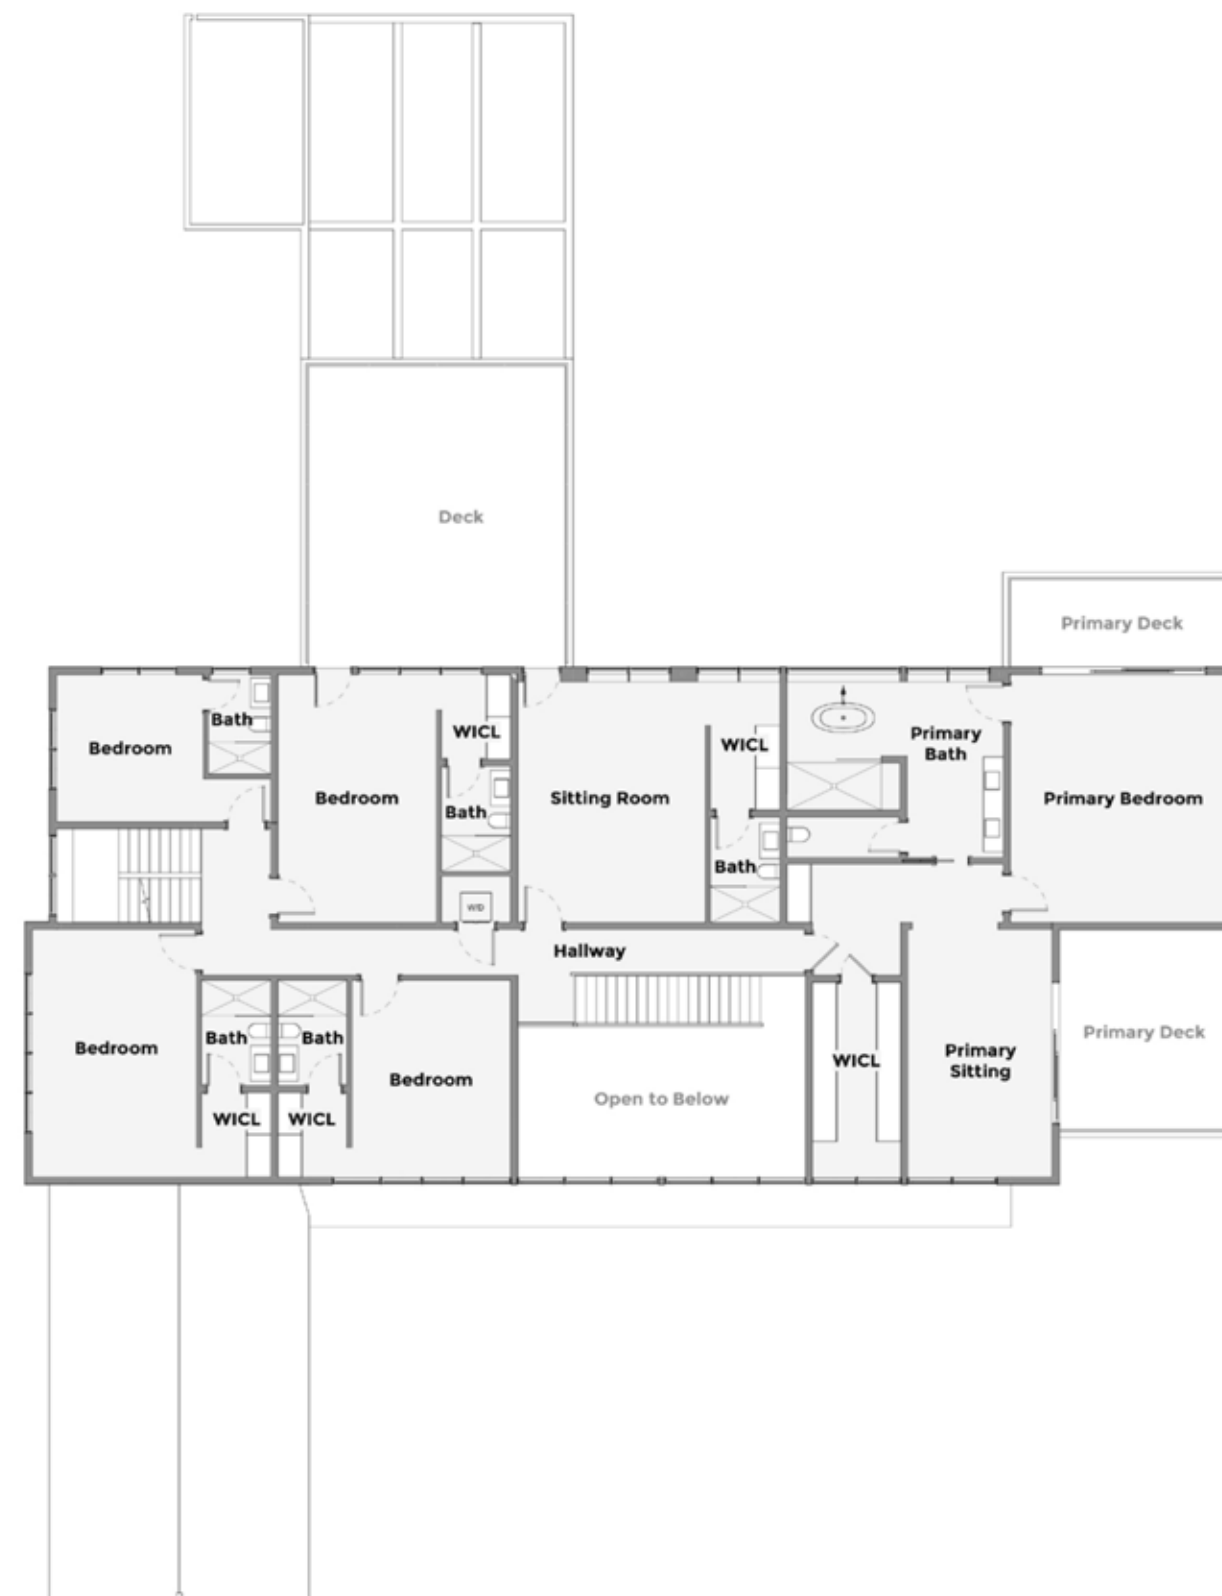 Deck
Primary Deck
Bath
WICL
Primary
Bath
Bedroom
WICL
Bedroom
Sitting Room
Primary Bedroom
Bath
Bath
W/D
Hallway
Bath
Bath
Primary Deck
Bedroom
Primary
Sitting
WICL
Bedroom
Open to Below
WICL
WICL